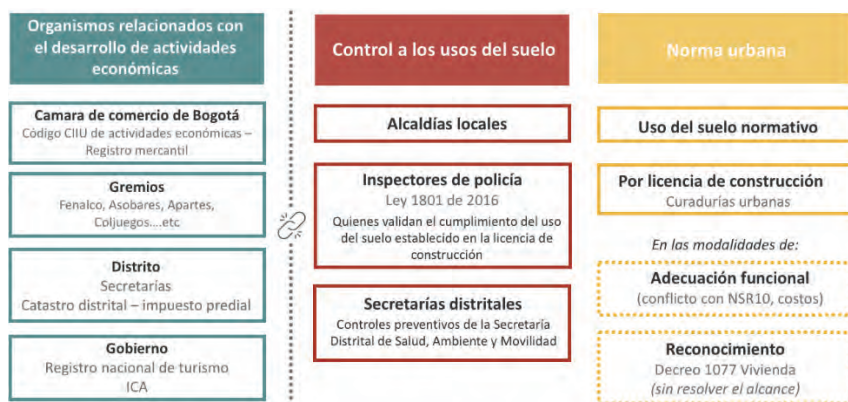 Organismos relacionados con
el desarrollo de actividades
económicas
Camara de comercio de Bogotá
Código CIIU de actividades económicas –
Registro mercantil
Gremios
Fenalco, Asobares, Apartes,
Coljuegos....etc
Distrito
Secretarías
Catastro distrital – impuesto predial
Gobierno
Registro nacional de turismo
ICA
Control a los usos del suelo
Alcaldías locales
Inspectores de policía
Ley 1801 de 2016
Quienes validan el cumplimiento del uso
del suelo establecido en la licencia de
construcción
Secretarías distritales
Controles preventivos de la Secretaría
Distrital de Salud, Ambiente y Movilidad
Norma urbana
Uso del suelo normativo
Por licencia de construcción
Curadurías urbanas
En las modalidades de:
Adecuación funcional
(conflicto con NSR10, costos)
Reconocimiento
Decreto 1077 Vivienda
(sin resolver el alcance)